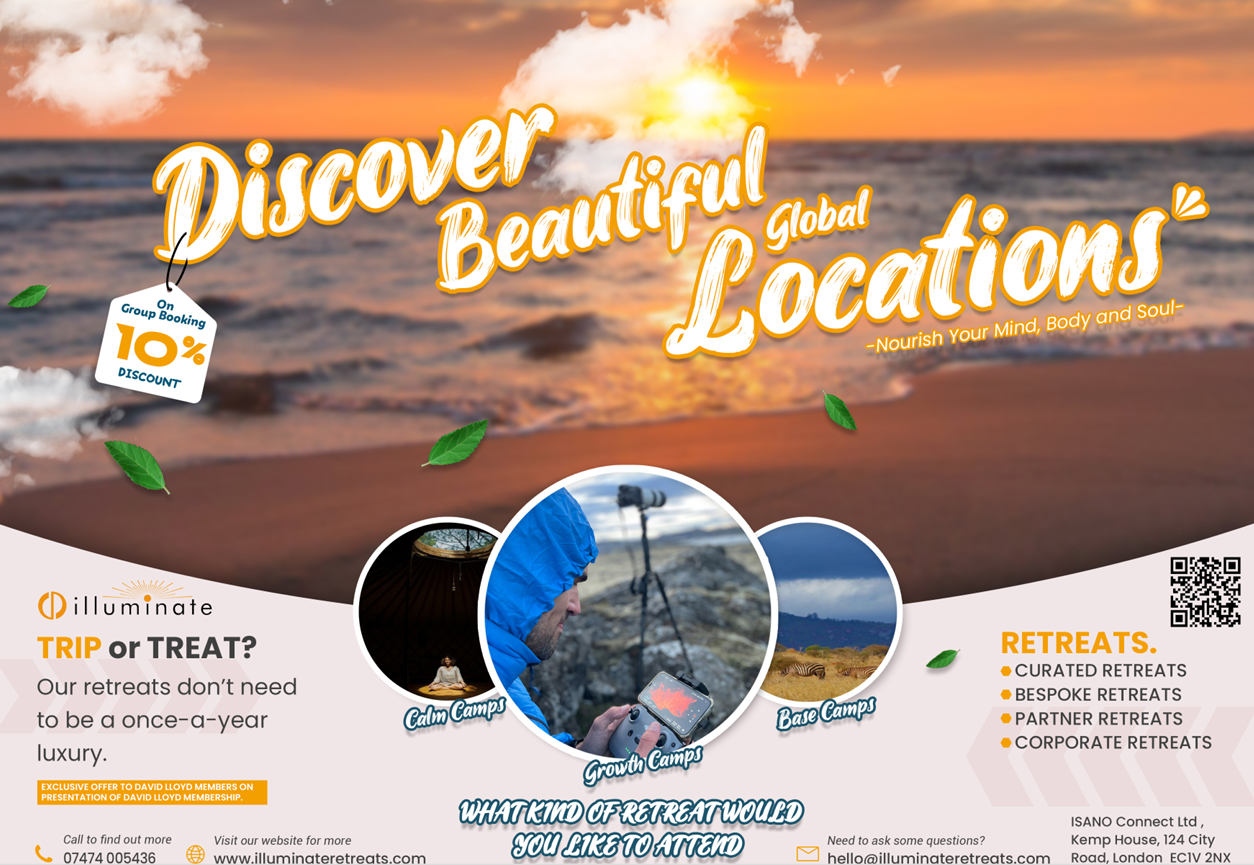 Discover
Beautiful
Global
Locations
-Nourish Your Mind, Body and Soul-
On
Group Booking
10%
DISCOUNT
illuminate
TRIP or TREAT?
Our retreats don’t need
to be a once-a-year
luxury.
EXCLUSIVE OFFER TO DAVID LLOYD MEMBERS ON
PRESENTATION OF DAVID LLOYD MEMBERSHIP.
Calm Camps
Growth Camps
Base Camps
WHAT KIND OF RETREAT WOULD
YOU LIKE TO ATTEND
RETREATS.
CURATED RETREATS
BESPOKE RETREATS
PARTNER RETREATS
CORPORATE RETREATS
Call to find out more
07474 005436
Visit our website for more
www.illuminateretreats.com
Need to ask some questions?
hello@illuminateretreats.com
ISANO Connect Ltd ,
Kemp House, 124 City
Road, London EC1V 2NX